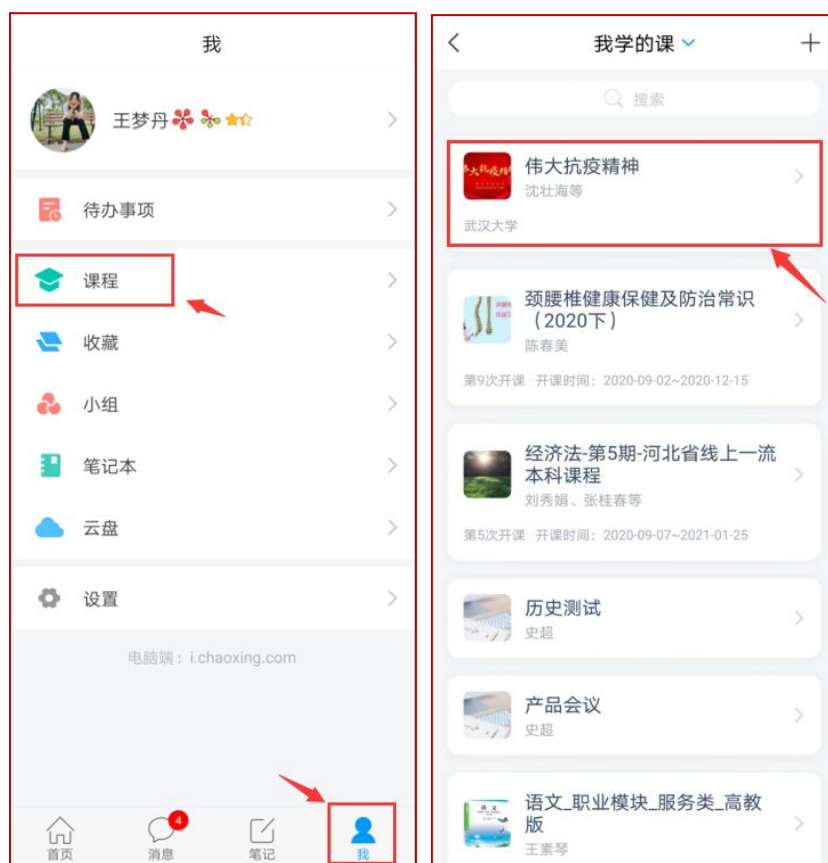 我
王梦丹
待办事项
课程
收藏
小组
笔记本
云盘
设置
电脑端：i.chaoxing.com
首页
4
消息
笔记
我
我学的课
搜索
伟大抗疫精神
沈壮海等
武汉大学
颈腰椎健康保健及防治常识
（2020下）
陈春美
第9次开课 开课时间：2020-09-02~2020-12-15
经济法-第5期-河北省线上一流
本科课程
刘秀娟、张桂春等
第5次开课 开课时间：2020-09-07~2021-01-25
历史测试
史超
产品会议
史超
语文_职业模块_服务类_高教
版
王素琴